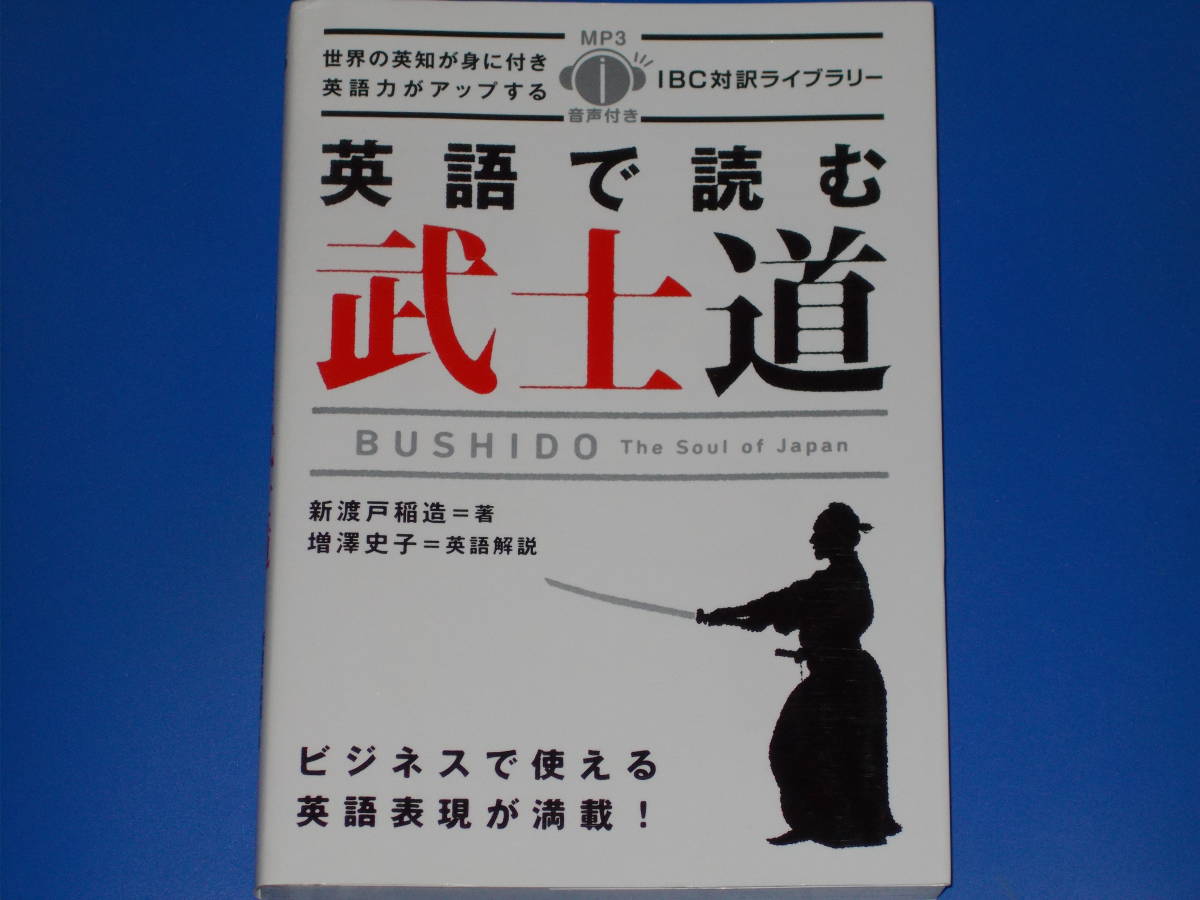 世界の英知が身に付き
英語力がアップする
MP3
i
音声付き
IBC対訳ライブラリー
英語で読む
武士道
BUSHIDO The Soul of Japan
新渡戸稲造=著
増澤史子=英語解説
ビジネスで使える
英語表現が満載!